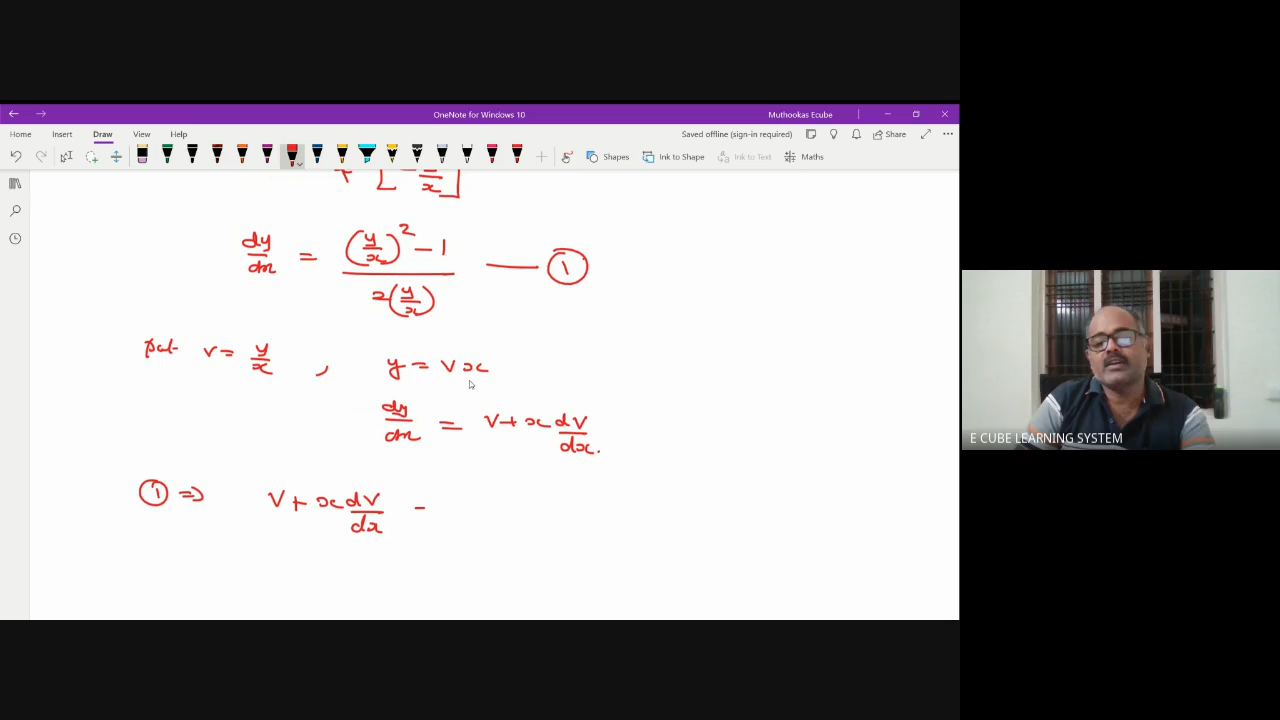 OneNote for Windows 10
Muthookas Ecube
Home Insert Draw View Help
Saved offline (sign-in required) Share
Shapes Ink to Shape Ink to Text Maths
x
dy/dx = ((y/x)² - 1) / (2(y/x)) —— ①
put v = y/x , y = vx
dy/dx = v + x dv/dx.
① ⇒ v + x dv/dx -
E CUBE LEARNING SYSTEM